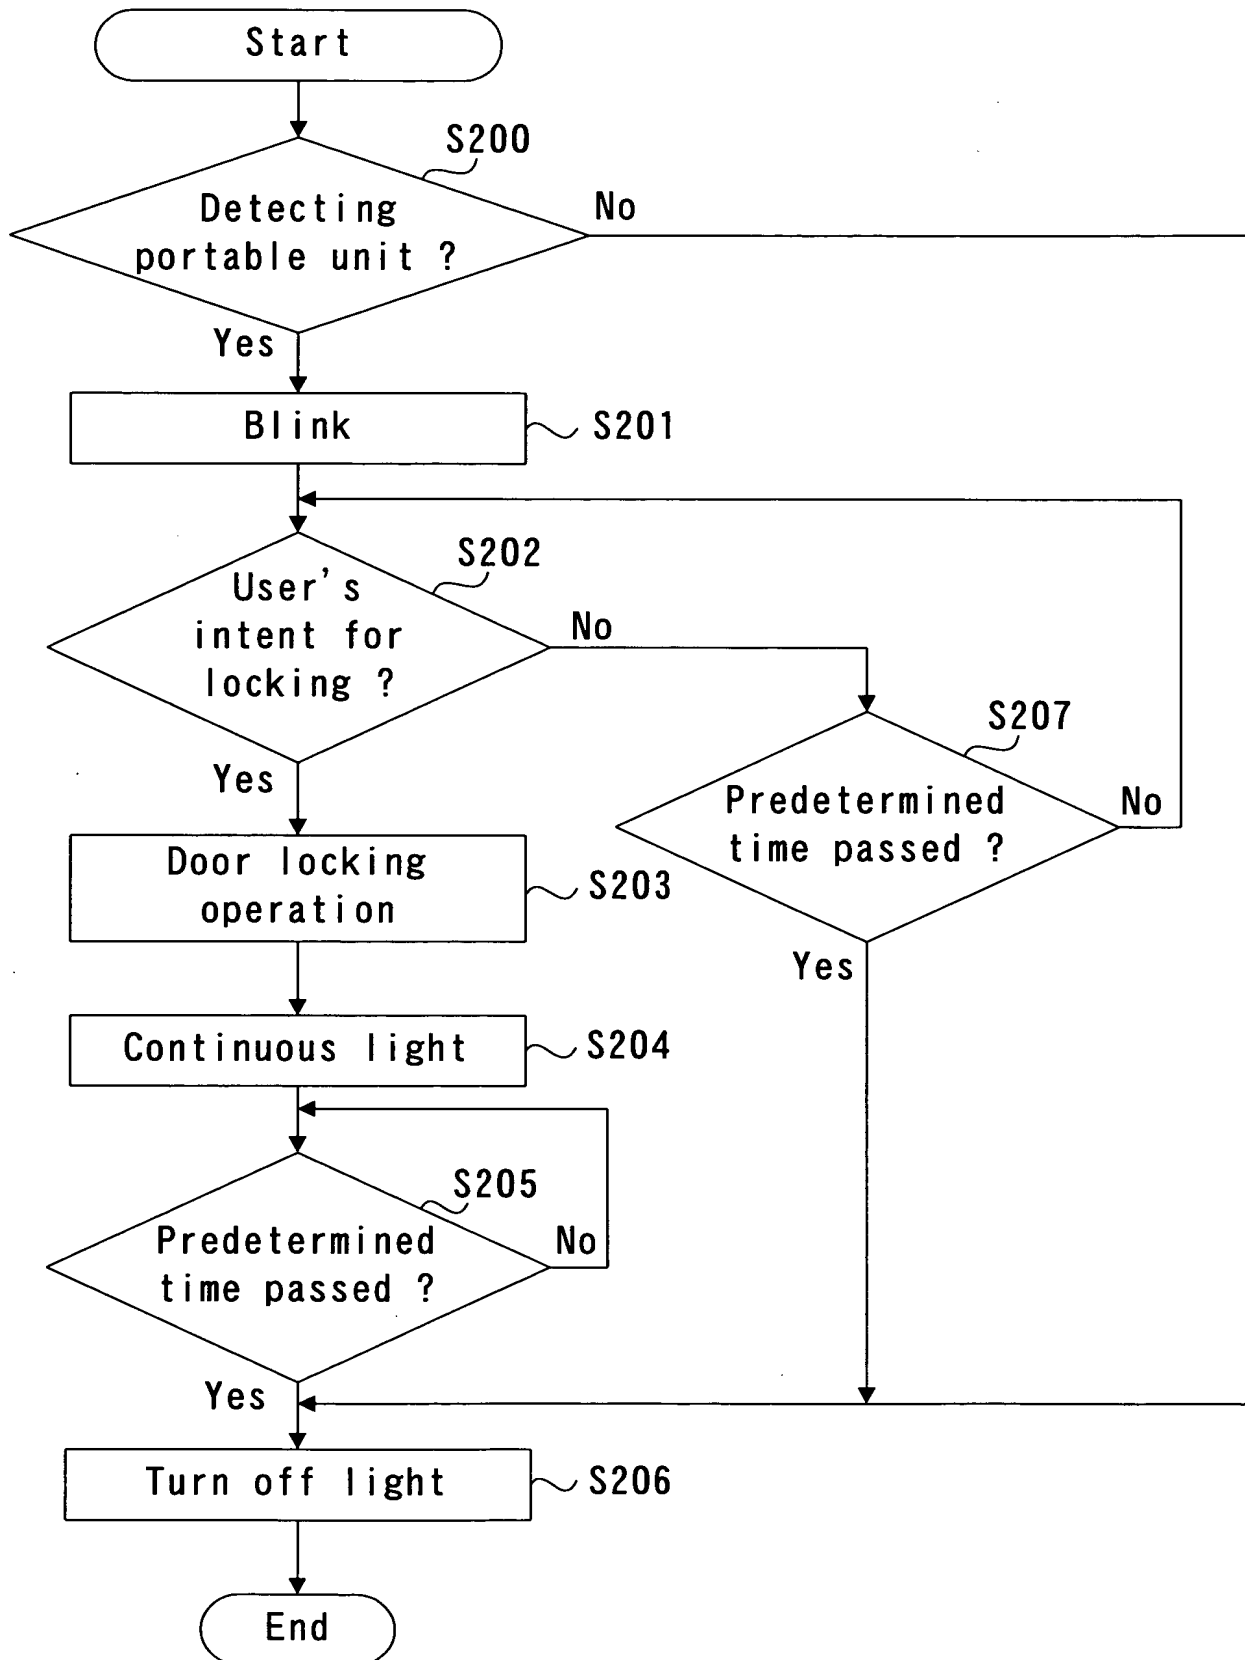 Start
S200
Detecting
portable unit ?
No
Yes
Blink
S201
S202
User's
intent for
locking ?
No
Yes
S207
Predetermined
time passed ?
No
Yes
Door locking
operation
S203
Continuous light
S204
S205
Predetermined
time passed ?
No
Yes
Turn off light
S206
End